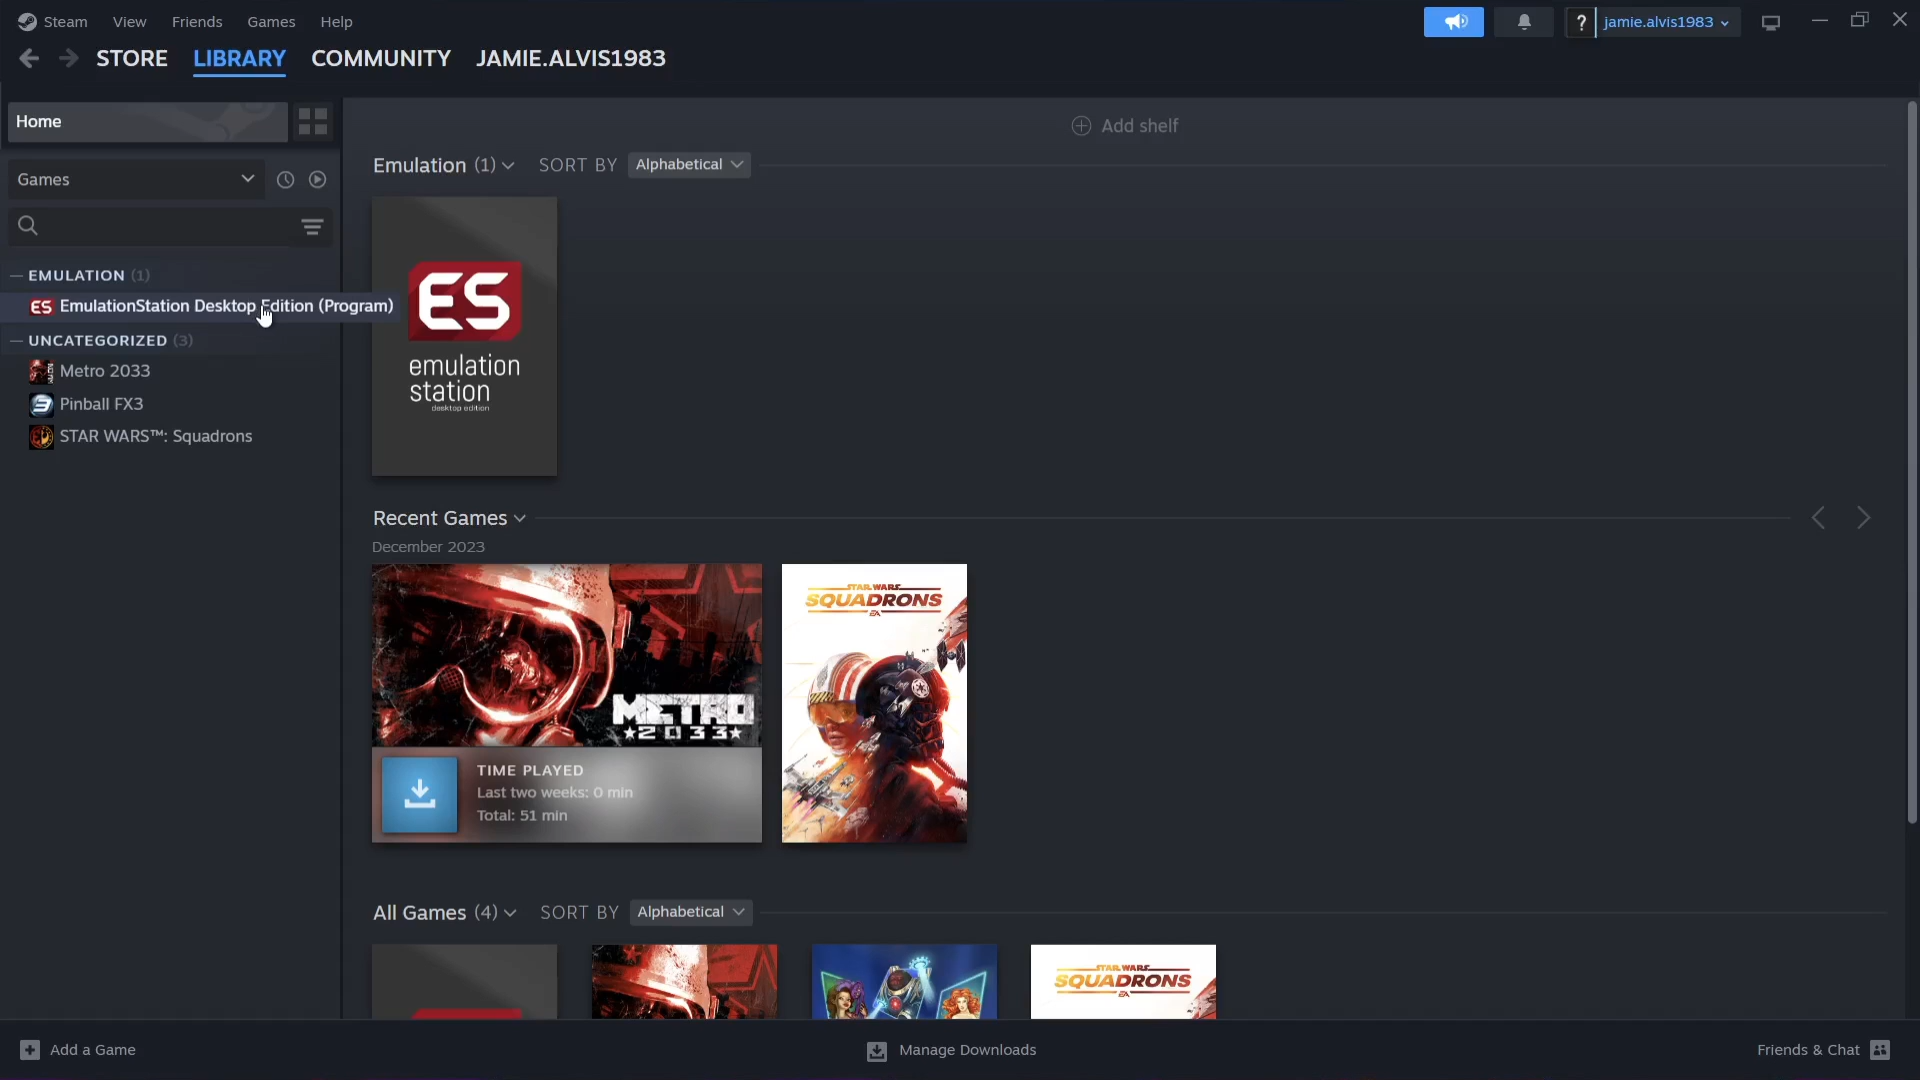 Steam View Friends Games Help
? jamie.alvis1983
STORE LIBRARY COMMUNITY JAMIE.ALVIS1983
Home
Add shelf
Games
Emulation (1) SORT BY Alphabetical
— EMULATION (1)
ES EmulationStation Desktop Edition (Program)
— UNCATEGORIZED (3)
Metro 2033
Pinball FX3
STAR WARS™: Squadrons
ES
emulation
station
desktop edition
Recent Games
December 2023
METRO
★2033★
TIME PLAYED
Last two weeks: 0 min
Total: 51 min
STAR WARS
SQUADRONS
EA
All Games (4) SORT BY Alphabetical
STAR WARS
SQUADRONS
EA
Add a Game
Manage Downloads
Friends & Chat